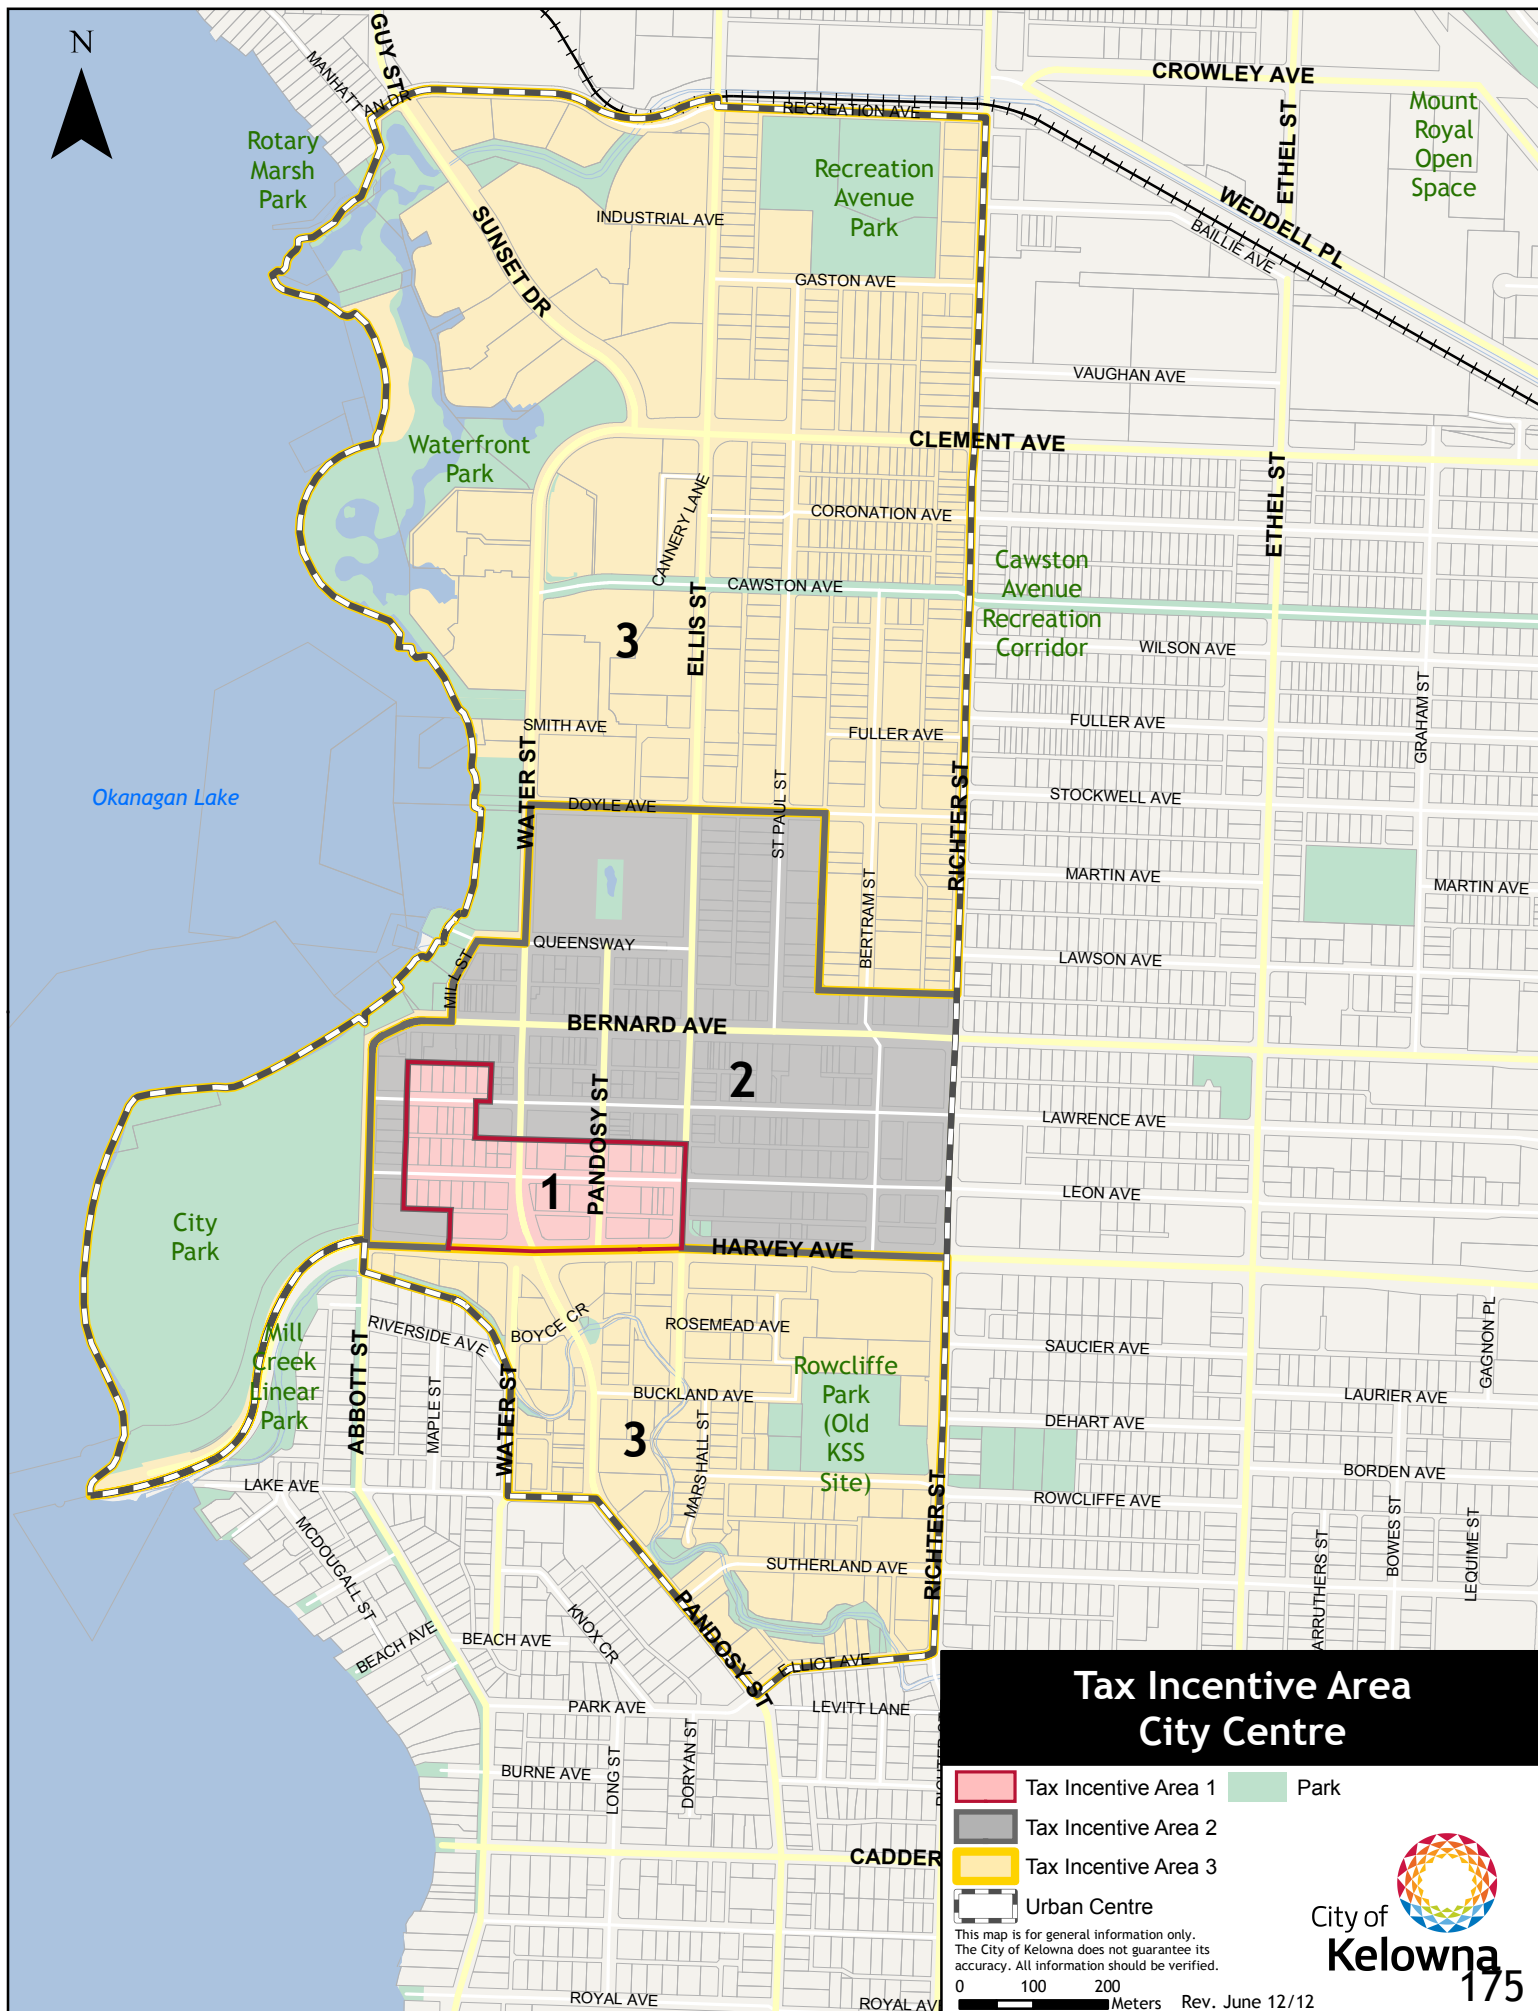 N
GUY ST
MANHATTAN DR
CROWLEY AVE
Mount
Royal
Open
Space
RECREATION AVE
Rotary
Marsh
Park
Recreation
Avenue
Park
ETHEL ST
WEDDELL PL
BAILLIE AVE
INDUSTRIAL AVE
SUNSET DR
GASTON AVE
VAUGHAN AVE
Waterfront
Park
CLEMENT AVE
ETHEL ST
CANNERY LANE
CORONATION AVE
Cawston
Avenue
Recreation
Corridor
CAWSTON AVE
ELLIS ST
3
WILSON AVE
GRAHAM ST
SMITH AVE
FULLER AVE
FULLER AVE
WATER ST
Okanagan Lake
DOYLE AVE
ST PAUL ST
RICHTER ST
STOCKWELL AVE
MARTIN AVE
MARTIN AVE
BERTRAM ST
QUEENSWAY
MILL ST
LAWSON AVE
BERNARD AVE
2
PANDOSY ST
LAWRENCE AVE
1
LEON AVE
City
Park
HARVEY AVE
Mill
Creek
Linear
Park
ABBOTT ST
RIVERSIDE AVE
MAPLE ST
BOYCE CR
ROSEMEAD AVE
Rowcliffe
Park
(Old
KSS
Site)
SAUCIER AVE
GAGNON PL
WATER ST
BUCKLAND AVE
LAURIER AVE
DEHART AVE
3
MARSHALL ST
BORDEN AVE
LAKE AVE
ROWCLIFFE AVE
RICHTER ST
MCDOUGALL ST
BOWES ST
LEQUIME ST
ARRUTHERS ST
SUTHERLAND AVE
PANDOSY ST
KNOX CR
BEACH AVE
BEACH AVE
ELLIOT AVE
PARK AVE
LEVITT LANE
LONG ST
DORYAN ST
BURNE AVE
CADDER
ROYAL AVE
ROYAL AV
Tax Incentive Area
City Centre
Tax Incentive Area 1
Park
Tax Incentive Area 2
Tax Incentive Area 3
Urban Centre
This map is for general information only.
The City of Kelowna does not guarantee its
accuracy. All information should be verified.
0 100 200
Meters
Rev. June 12/12
City of
Kelowna
175